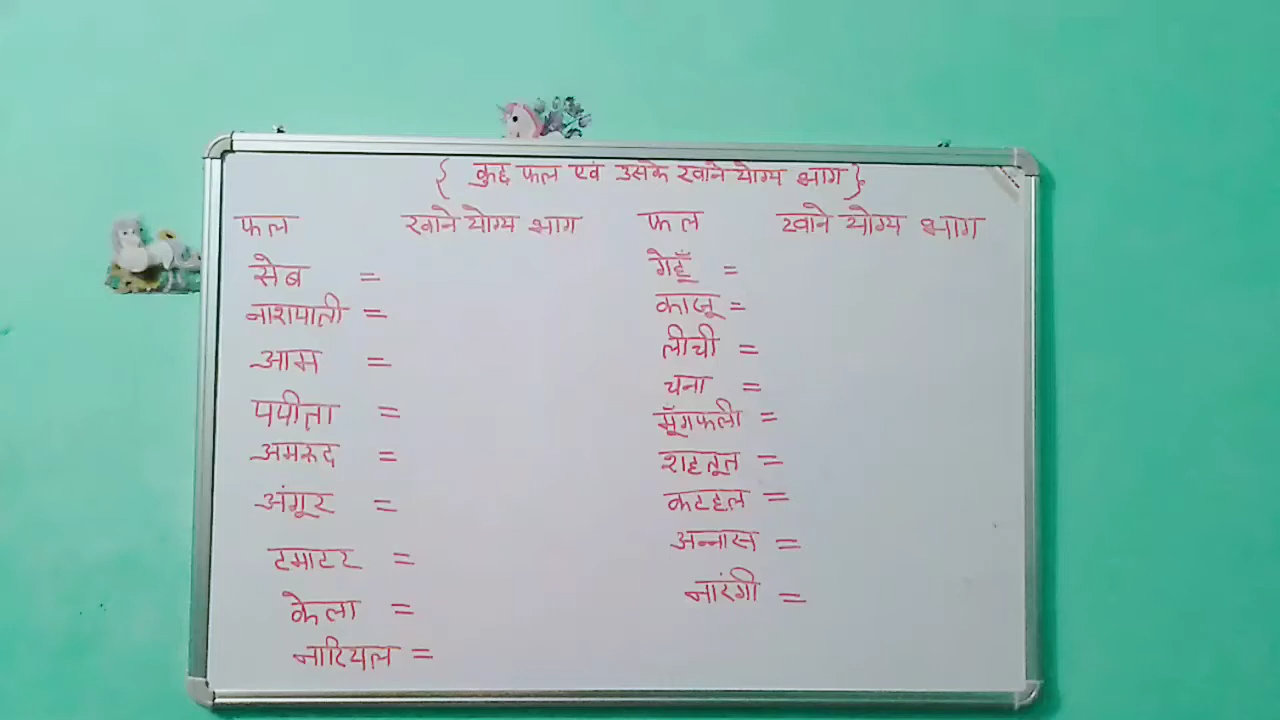 { कुछ फल एवं उसके खाने योग्य भाग }
फल खाने योग्य भाग फल खाने योग्य भाग
सेब = गेहूँ =
नाशपाती = काजू =
आम = लीची =
पपीता = चना =
अमरूद = मूँगफली =
अंगूर = शहतूत =
टमाटर = कटहल =
केला = अन्नास =
नारियल = नारंगी =